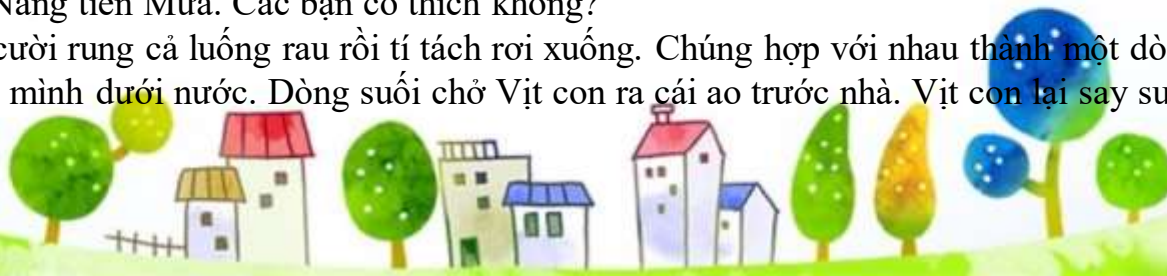 Nàng tiên Mưa. Các bạn có thích không?
cười rung cả luống rau rồi tí tách rơi xuống. Chúng hợp với nhau thành một dò
mình dưới nước. Dòng suối chở Vịt con ra cái ao trước nhà. Vịt con lại say su